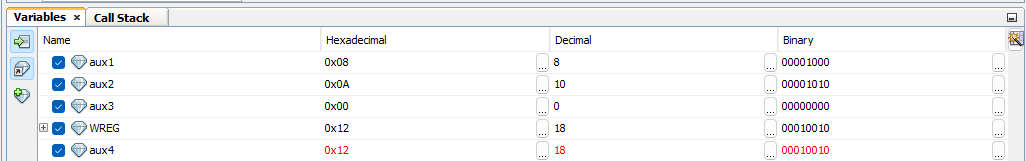 Variables × Call Stack
Name Hexadecimal Decimal Binary
aux1 0x08 ... 8 ... 00001000 ...
aux2 0x0A ... 10 ... 00001010 ...
aux3 0x00 ... 0 ... 00000000 ...
WREG 0x12 ... 18 ... 00010010 ...
aux4 0x12 ... 18 ... 00010010 ...